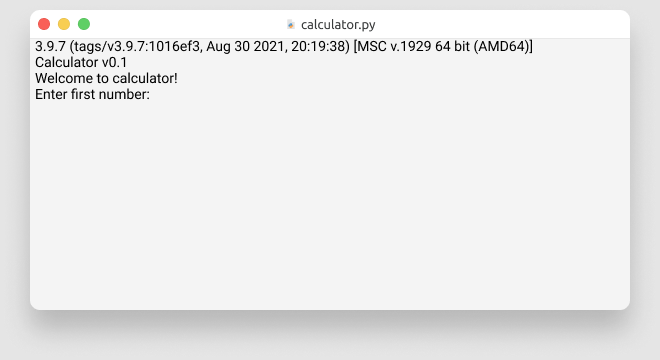 calculator.py
3.9.7 (tags/v3.9.7:1016ef3, Aug 30 2021, 20:19:38) [MSC v.1929 64 bit (AMD64)]
Calculator v0.1
Welcome to calculator!
Enter first number: